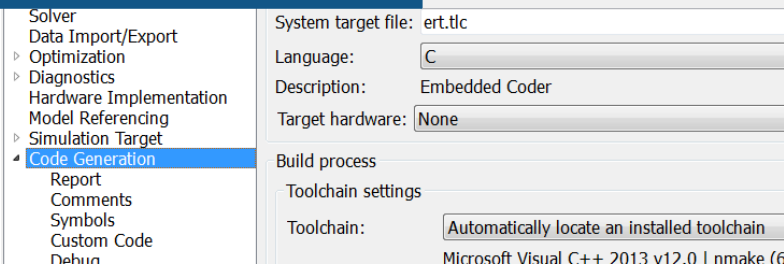 Solver
Data Import/Export
Optimization
Diagnostics
Hardware Implementation
Model Referencing
Simulation Target
Code Generation
Report
Comments
Symbols
Custom Code
Debug
System target file: ert.tlc
Language: C
Description: Embedded Coder
Target hardware: None
Build process
Toolchain settings
Toolchain: Automatically locate an installed toolchain
Microsoft Visual C++ 2013 v12.0 | nmake (6